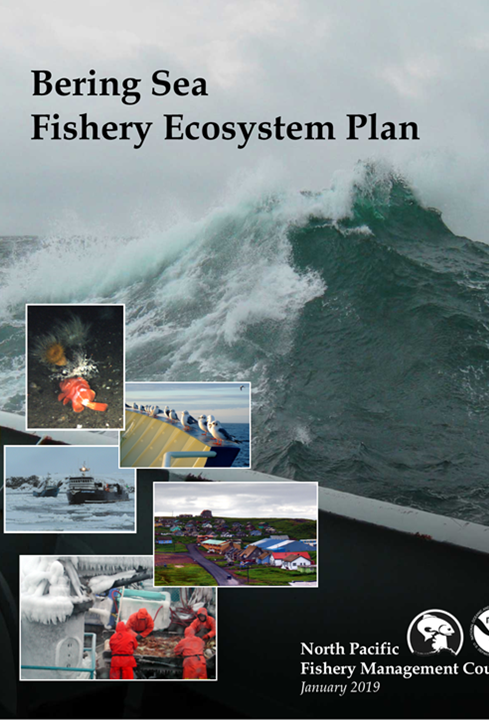 Bering Sea
Fishery Ecosystem Plan
North Pacific
Fishery Management Cou
January 2019